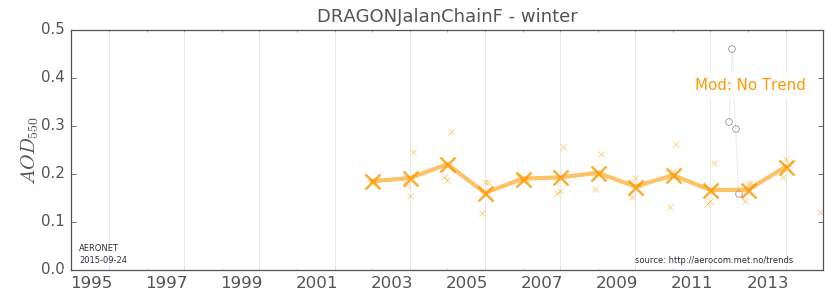 DRAGONJalanChainF - winter
0.5
0.4
0.3
0.2
0.1
0.0
AOD550
Mod: No Trend
AERONET
2015-09-24
source: http://aerocom.met.no/trends
1995 1997 1999 2001 2003 2005 2007 2009 2011 2013